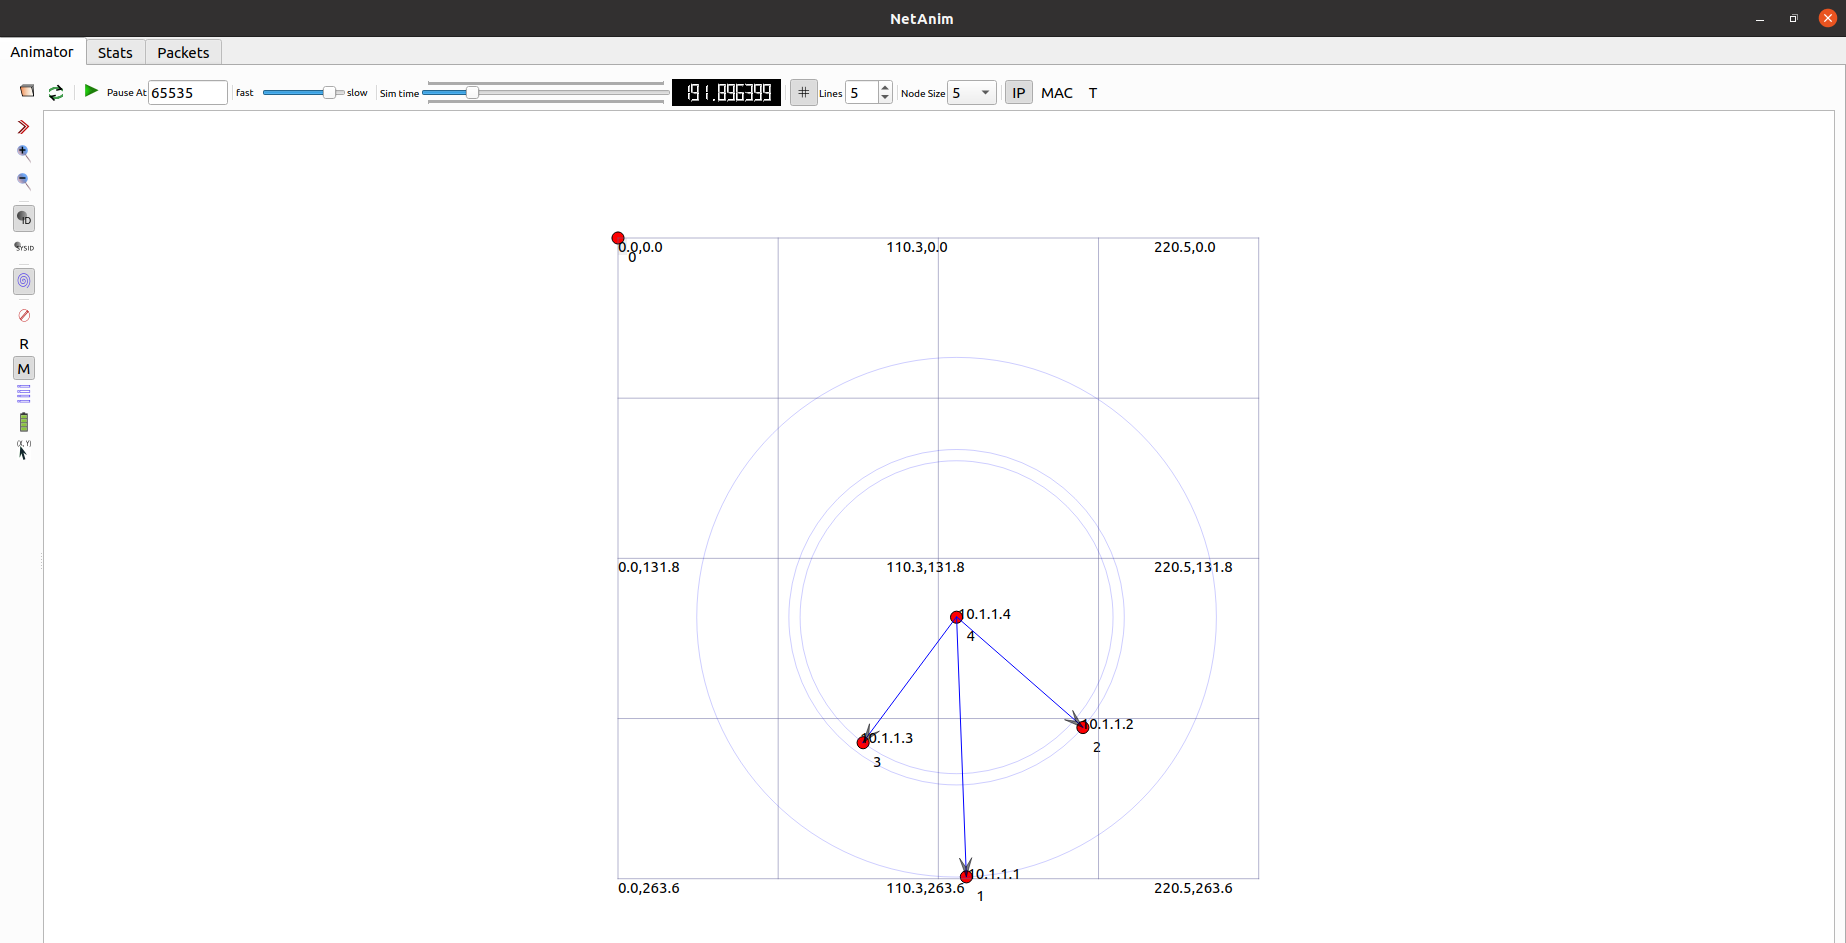 NetAnim
Animator Stats Packets
Pause At 65535 fast slow Sim time 191.896399 # Lines 5 Node Size 5 IP MAC T
ID
SYSID
R
M
(X, Y)
0.0,0.0 110.3,0.0 220.5,0.0
0
0.0,131.8 110.3,131.8 220.5,131.8
10.1.1.4
4
10.1.1.2
2
10.1.1.3
3
10.1.1.1
0.0,263.6 110.3,263.6 220.5,263.6
1